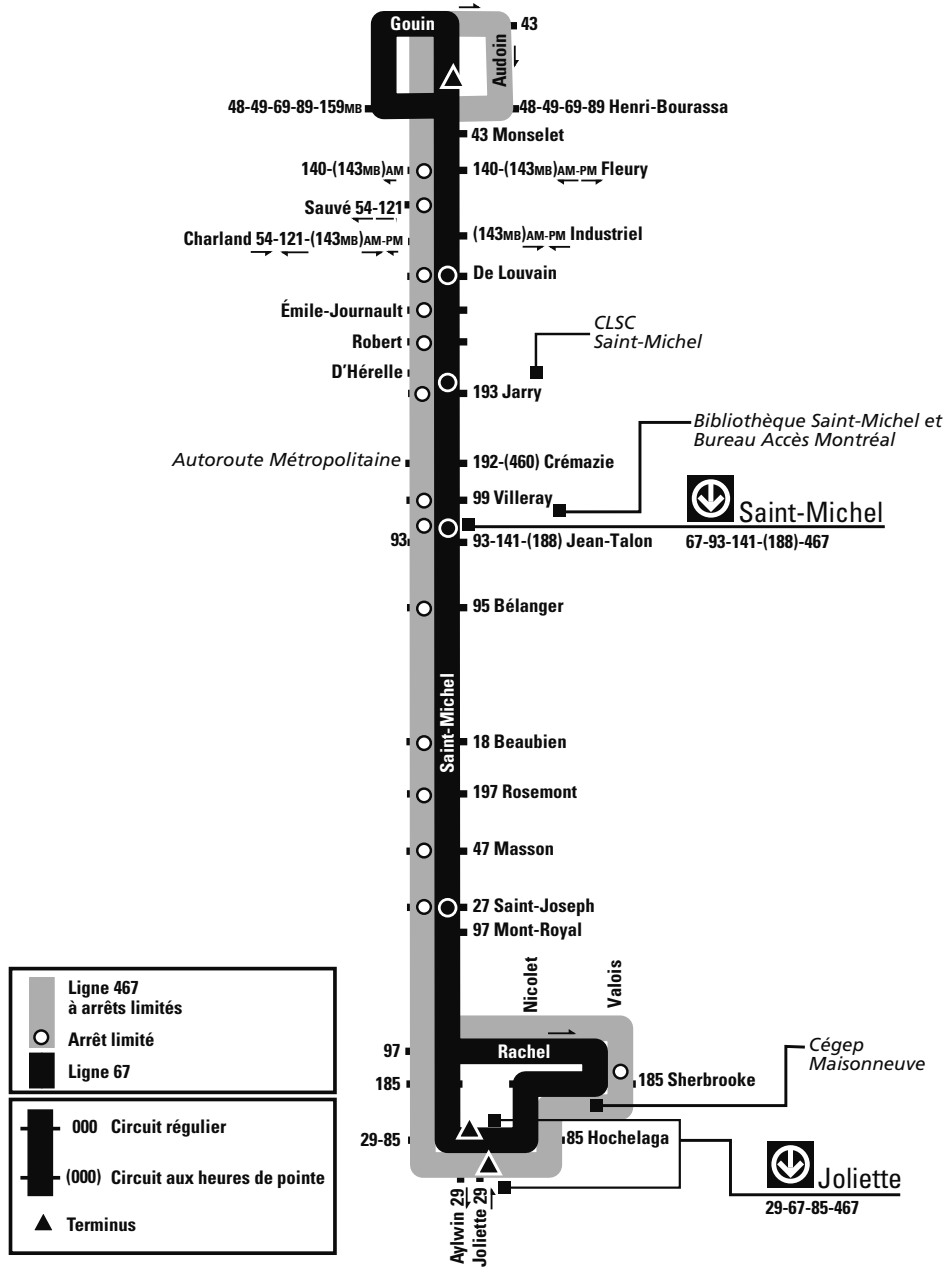 Gouin
43
Audoin
48-49-69-89-159MB
48-49-69-89 Henri-Bourassa
43 Monselet
140-(143MB)AM
140-(143MB)AM-PM Fleury
Sauvé 54-121
Charland 54-121-(143MB)AM-PM
(143MB)AM-PM Industriel
De Louvain
Émile-Journault
Robert
CLSC
Saint-Michel
D'Hérelle
193 Jarry
Bibliothèque Saint-Michel et
Bureau Accès Montréal
Autoroute Métropolitaine
192-(460) Crémazie
99 Villeray
Saint-Michel
93
93-141-(188) Jean-Talon
67-93-141-(188)-467
95 Bélanger
Saint-Michel
18 Beaubien
197 Rosemont
47 Masson
27 Saint-Joseph
97 Mont-Royal
Nicolet
Valois
Ligne 467
à arrêts limités
Arrêt limité
Ligne 67
97
Rachel
Cégep
Maisonneuve
185
185 Sherbrooke
000 Circuit régulier
29-85
85 Hochelaga
(000) Circuit aux heures de pointe
Joliette
29-67-85-467
Terminus
Aylwin 29
Joliette 29